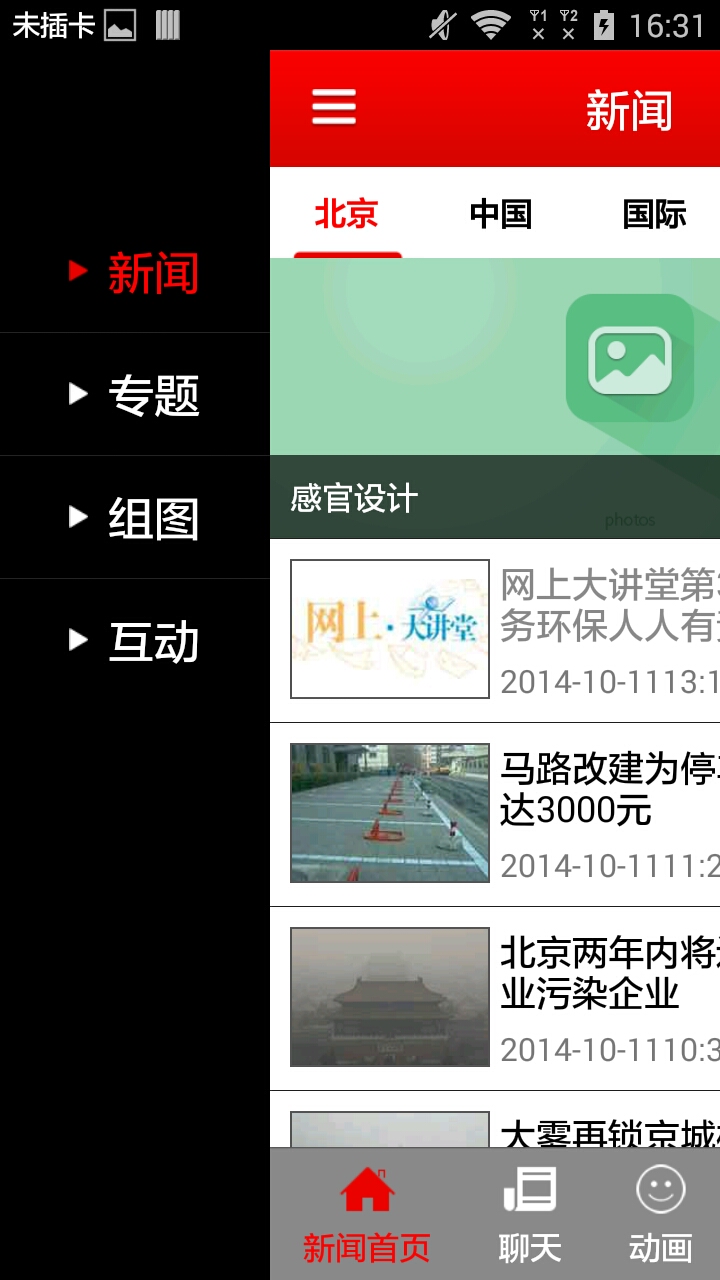 未插卡 16:31
新闻
专题
组图
互动
新闻
北京 中国 国际
感官设计
photos
网上·大讲堂
网上大讲堂第
务环保人人有
2014-10-1113:1
马路改建为停
达3000元
2014-10-1111:2
北京两年内将
业污染企业
2014-10-1110:3
大雾再锁京城
新闻首页 聊天 动画